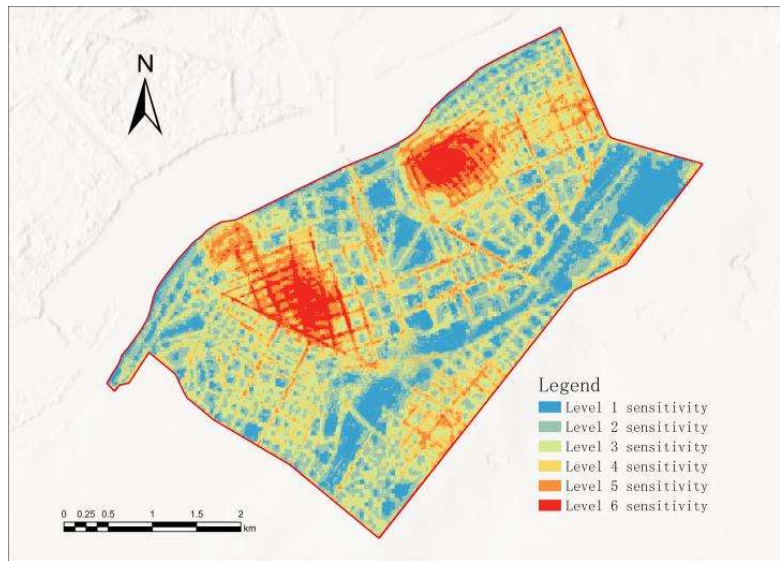 N
Legend
Level 1 sensitivity
Level 2 sensitivity
Level 3 sensitivity
Level 4 sensitivity
Level 5 sensitivity
Level 6 sensitivity
0 0.25 0.5 1 1.5 2
km